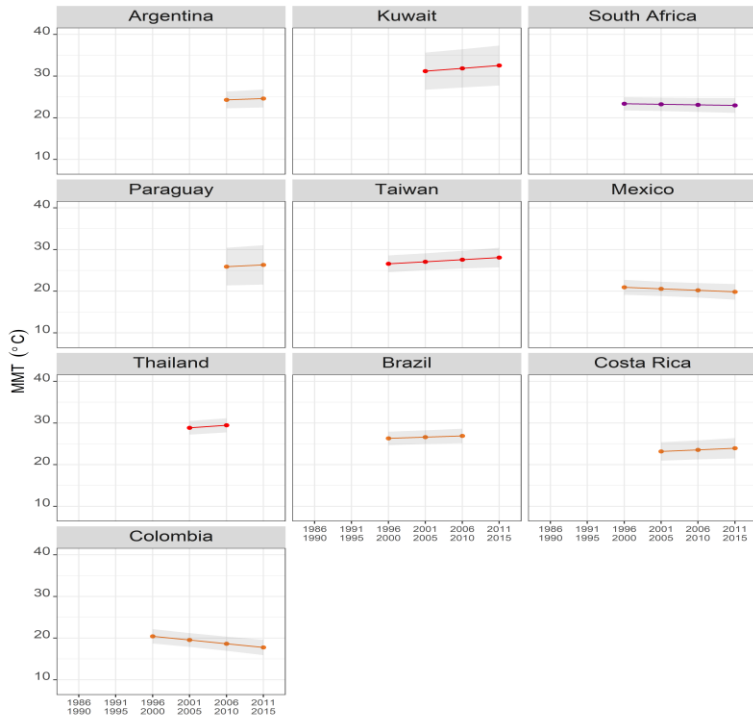 Argentina
Kuwait
South Africa
40
30
20
10
Paraguay
Taiwan
Mexico
40
30
20
10
MMT (°C)
Thailand
Brazil
Costa Rica
40
30
20
10
1986 1991 1996 2001 2006 2011
1990 1995 2000 2005 2010 2015
1986 1991 1996 2001 2006 2011
1990 1995 2000 2005 2010 2015
Colombia
40
30
20
10
1986 1991 1996 2001 2006 2011
1990 1995 2000 2005 2010 2015